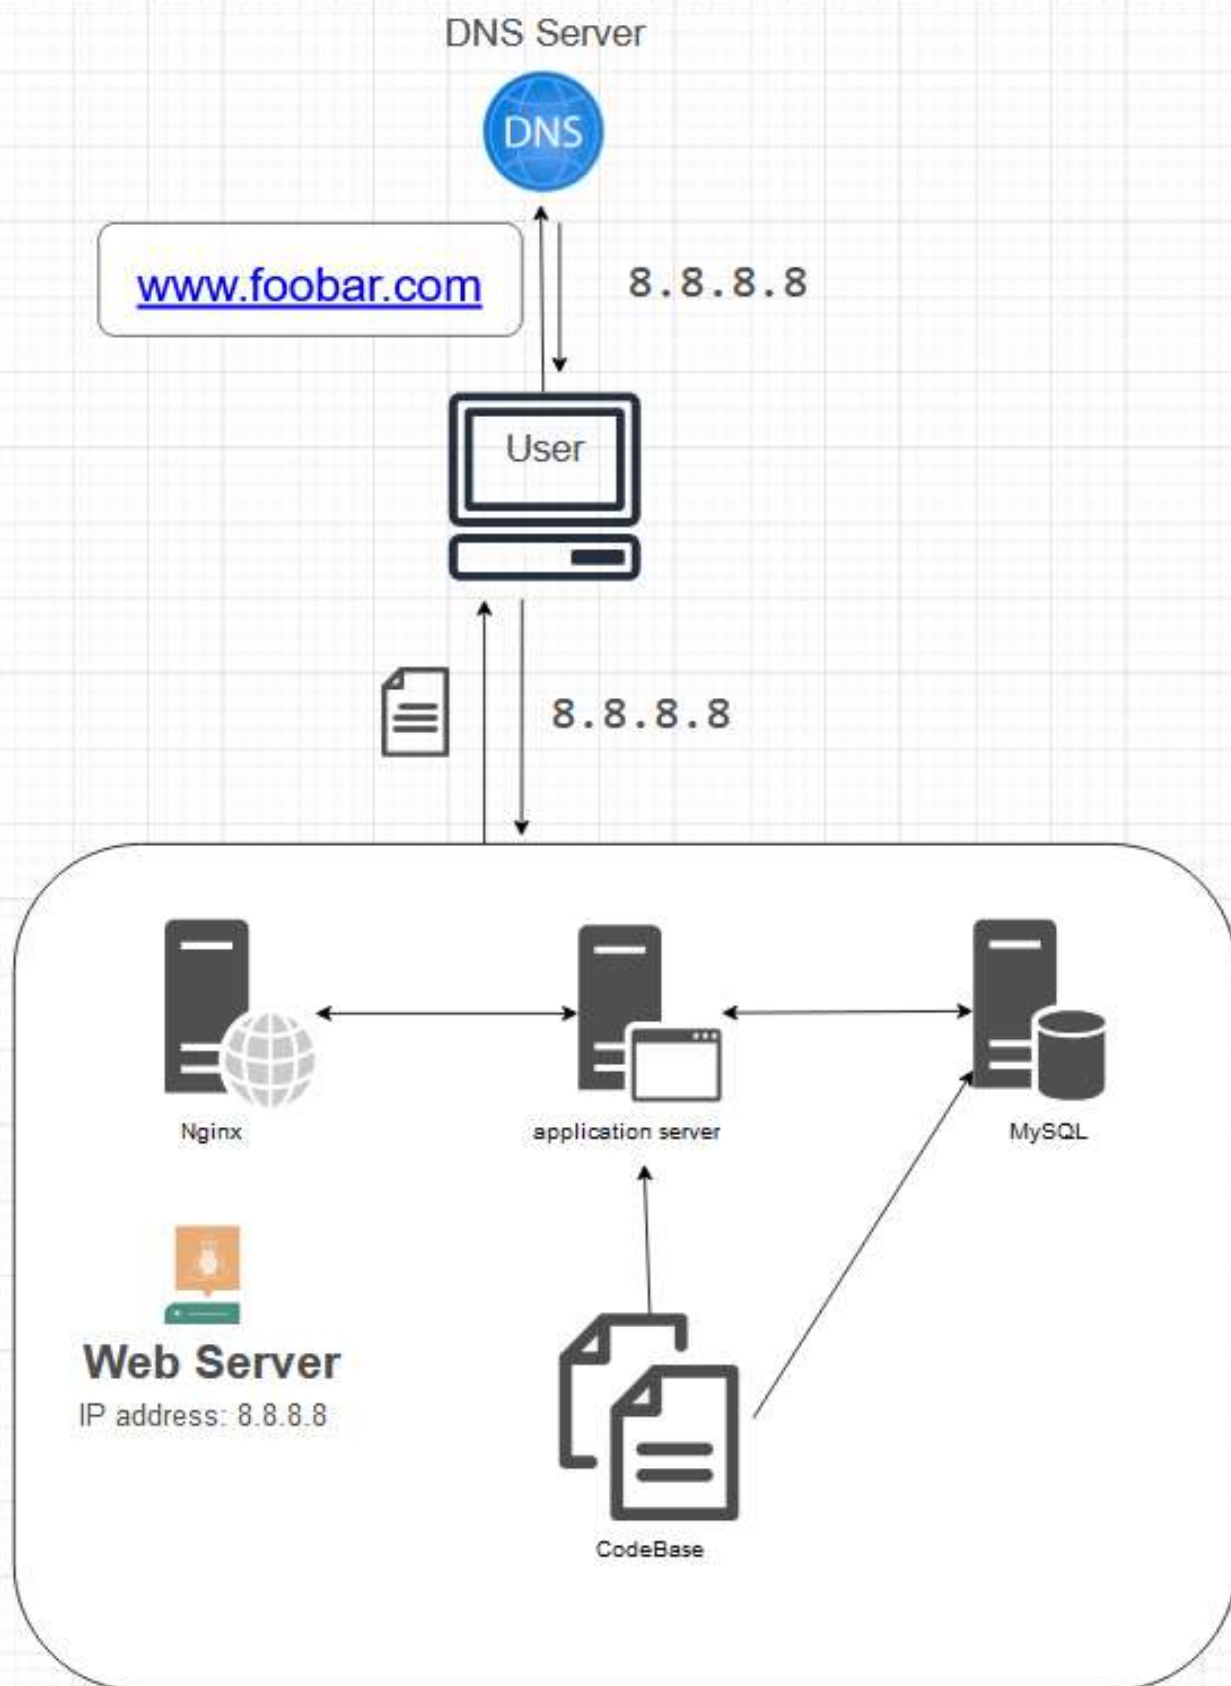 DNS Server
DNS
www.foobar.com
8.8.8.8
User
8.8.8.8
Nginx
application server
MySQL
Web Server
IP address: 8.8.8.8
CodeBase